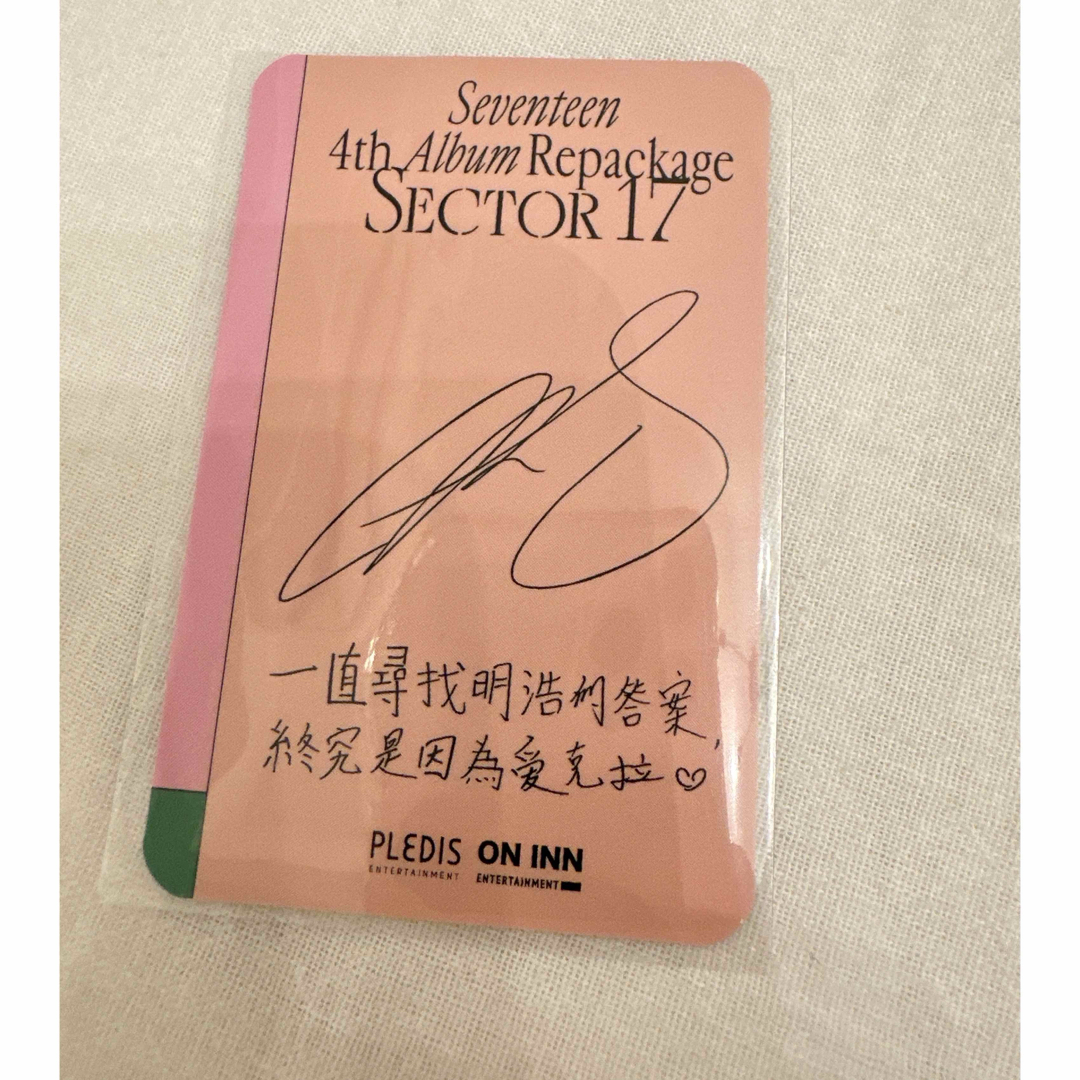 Seventeen
4th Album Repackage
SECTOR 17
一直尋找明浩的答案,
終究是因為愛克拉♡
PLEDIS ON INN
ENTERTAINMENT ENTERTAINMENT